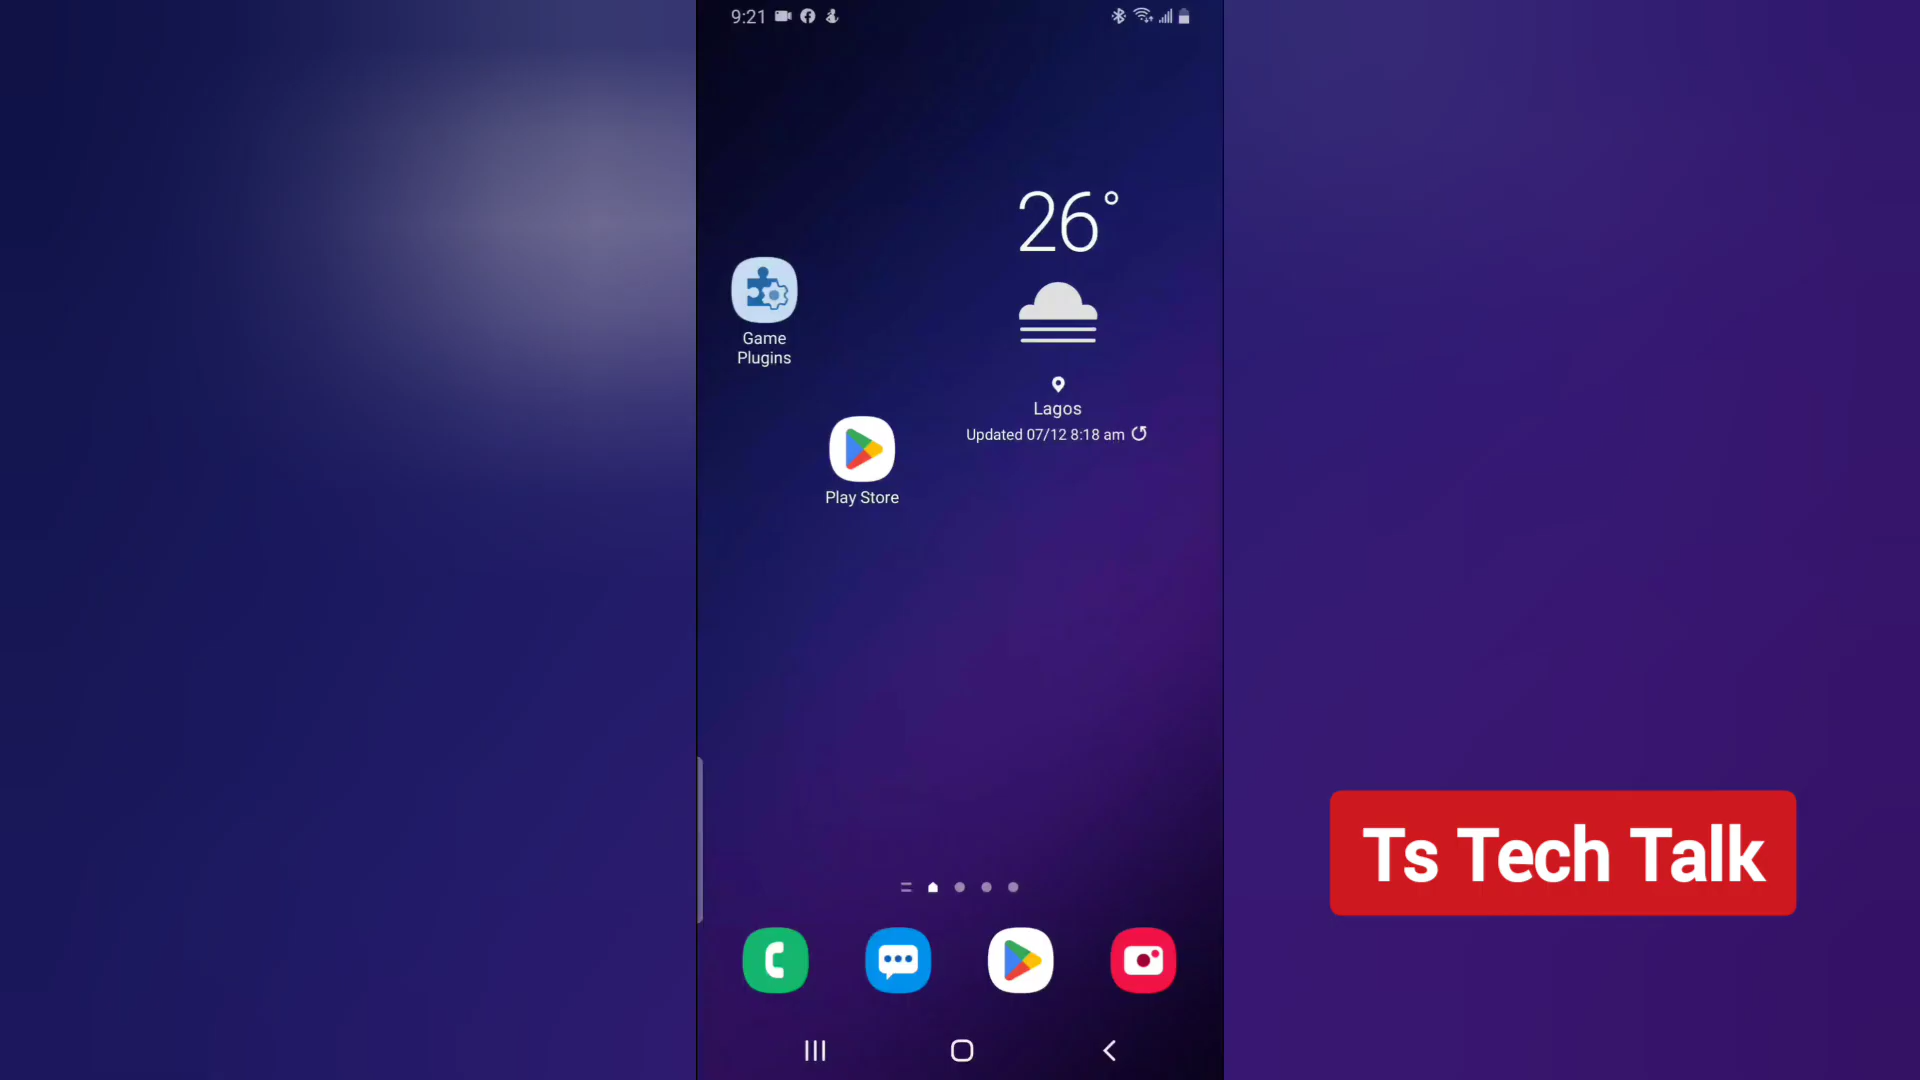 9:21
26°
Game
Plugins
Lagos
Updated 07/12 8:18 am
Play Store
Ts Tech Talk